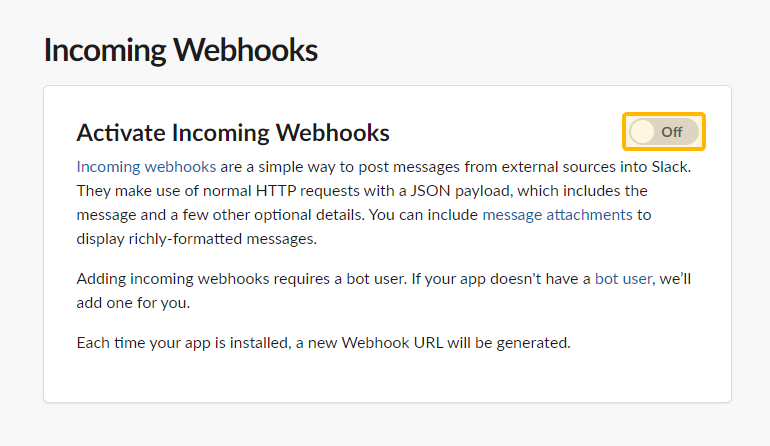 Incoming Webhooks
Activate Incoming Webhooks
Off
Incoming webhooks are a simple way to post messages from external sources into Slack.
They make use of normal HTTP requests with a JSON payload, which includes the
message and a few other optional details. You can include message attachments to
display richly-formatted messages.
Adding incoming webhooks requires a bot user. If your app doesn't have a bot user, we’ll
add one for you.
Each time your app is installed, a new Webhook URL will be generated.